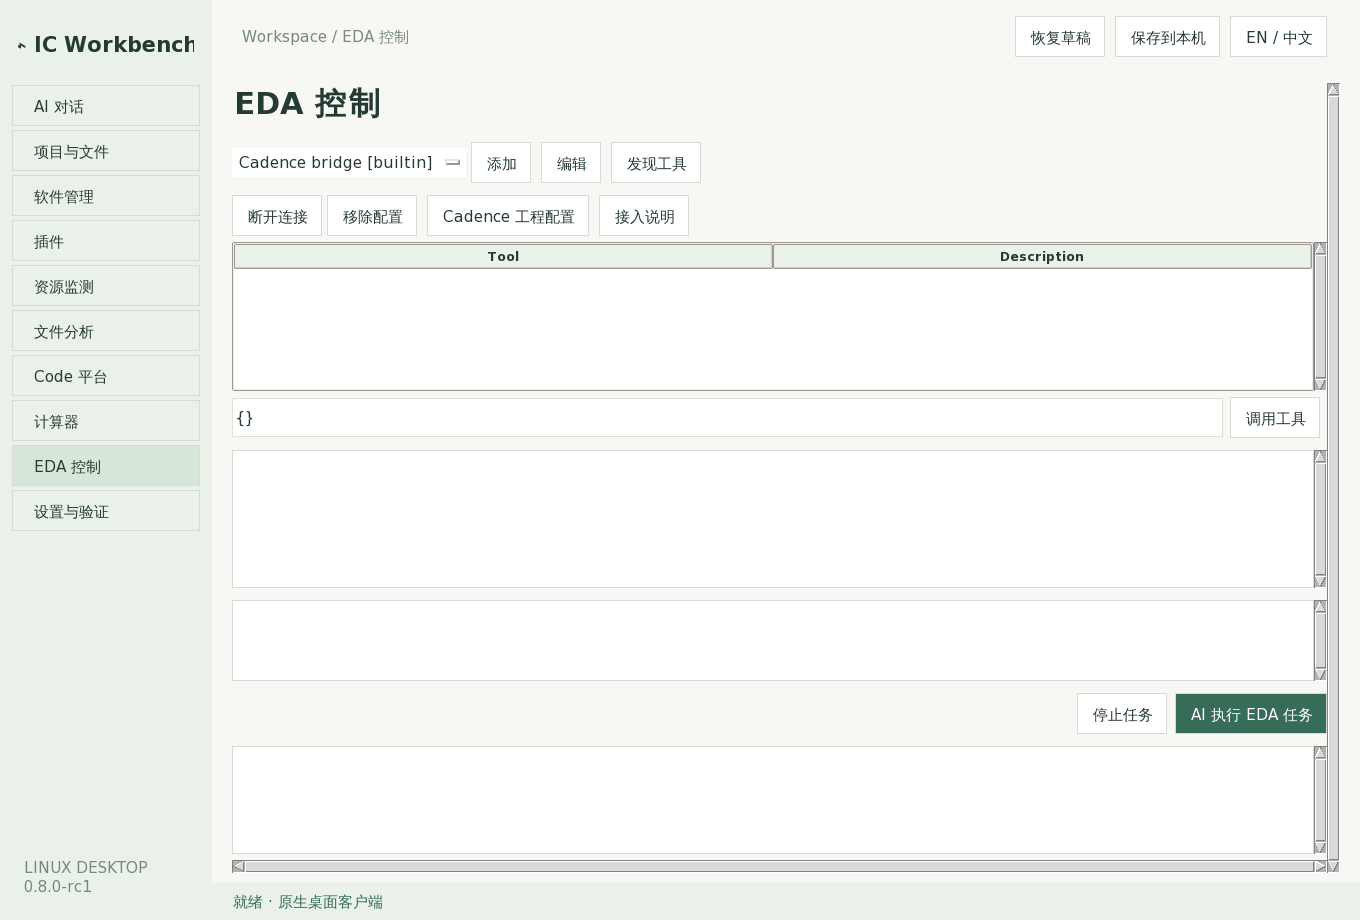 IC Workbench
AI 对话
项目与文件
软件管理
插件
资源监测
文件分析
Code 平台
计算器
EDA 控制
设置与验证
LINUX DESKTOP
0.8.0-rc1
Workspace / EDA 控制
恢复草稿
保存到本机
EN / 中文
EDA 控制
Cadence bridge [builtin]
添加
编辑
发现工具
断开连接
移除配置
Cadence 工程配置
接入说明
Tool
Description
{}
调用工具
停止任务
AI 执行 EDA 任务
就绪 · 原生桌面客户端